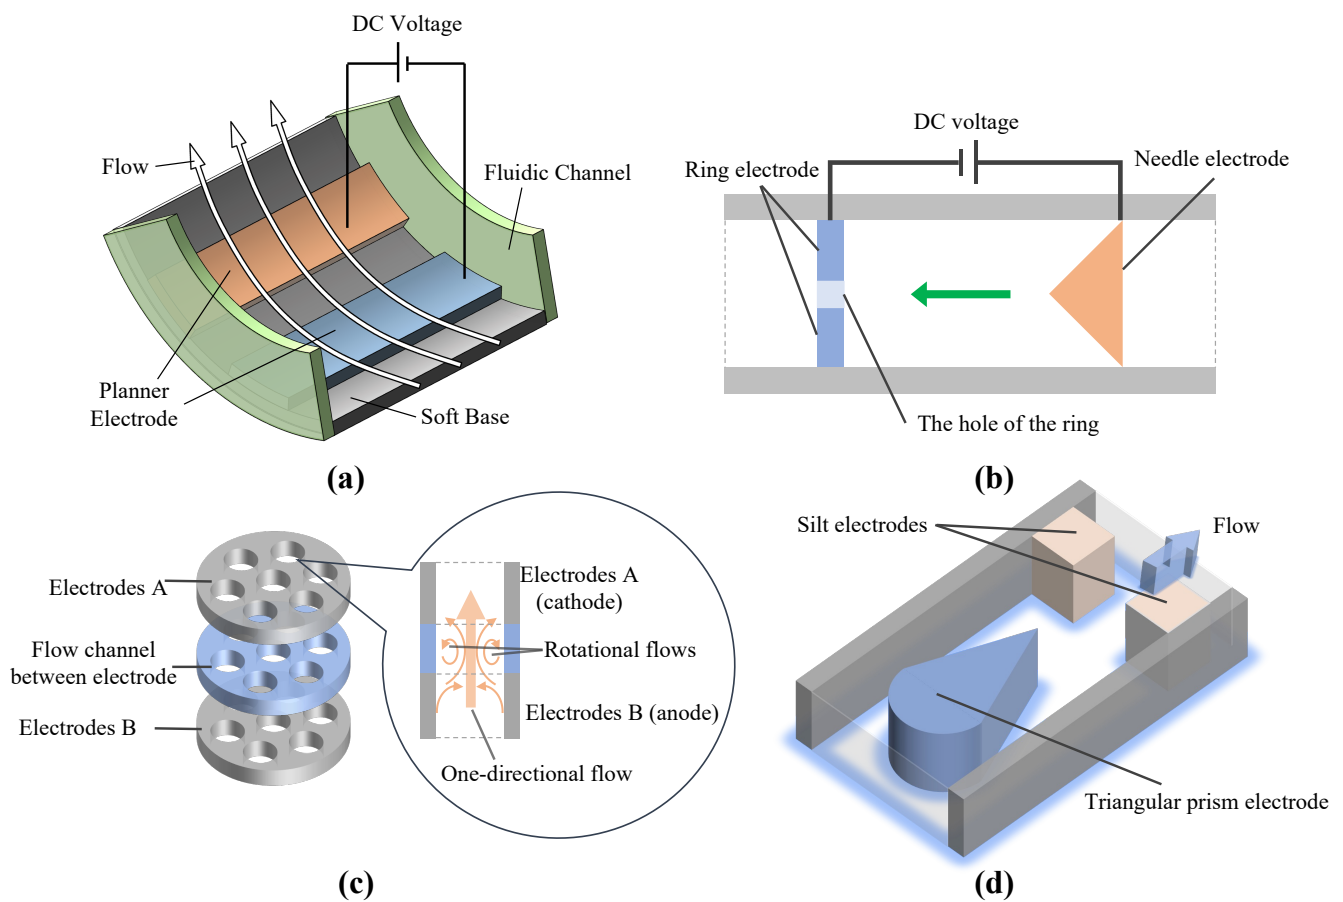 DC Voltage
Flow
Fluidic Channel
Planner
Electrode
Soft Base
(a)
DC voltage
Ring electrode
Needle electrode
The hole of the ring
(b)
Electrodes A
Flow channel
between electrode
Electrodes B
Electrodes A
(cathode)
Rotational flows
Electrodes B (anode)
One-directional flow
(c)
Silt electrodes
Flow
Triangular prism electrode
(d)